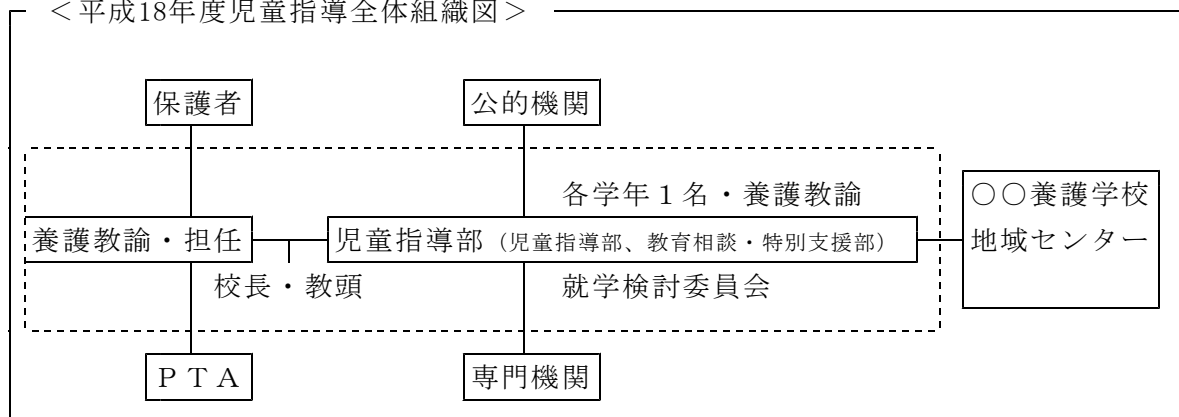 ＜平成18年度児童指導全体組織図＞
保護者
公的機関
各学年１名・養護教諭
○○養護学校
地域センター
養護教諭・担任
児童指導部（児童指導部、教育相談・特別支援部）
校長・教頭
就学検討委員会
ＰＴＡ
専門機関